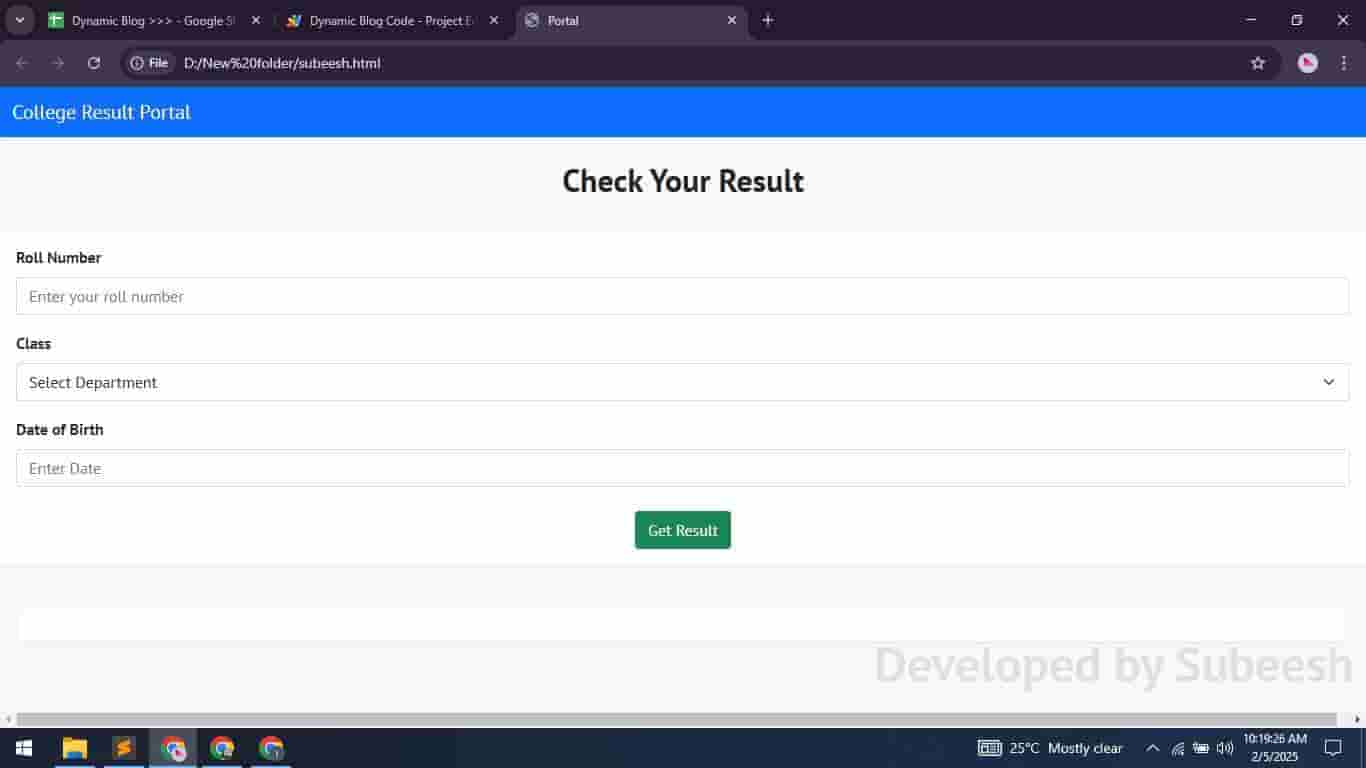 Dynamic Blog >>> - Google S
Dynamic Blog Code - Project E
Portal
File
D:/New%20folder/subeesh.html
College Result Portal
Check Your Result
Roll Number
Enter your roll number
Class
Select Department
Date of Birth
Enter Date
Get Result
Developed by Subeesh
25°C Mostly clear
10:19:26 AM
2/5/2025